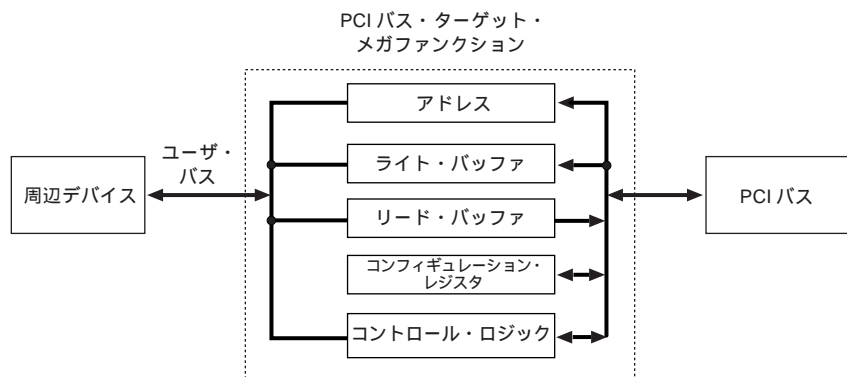 PCI バス・ターゲット・
メガファンクション
アドレス
ユーザ・
バス
ライト・バッファ
周辺デバイス
リード・バッファ
PCI バス
コンフィギュレーション・
レジスタ
コントロール・ロジック